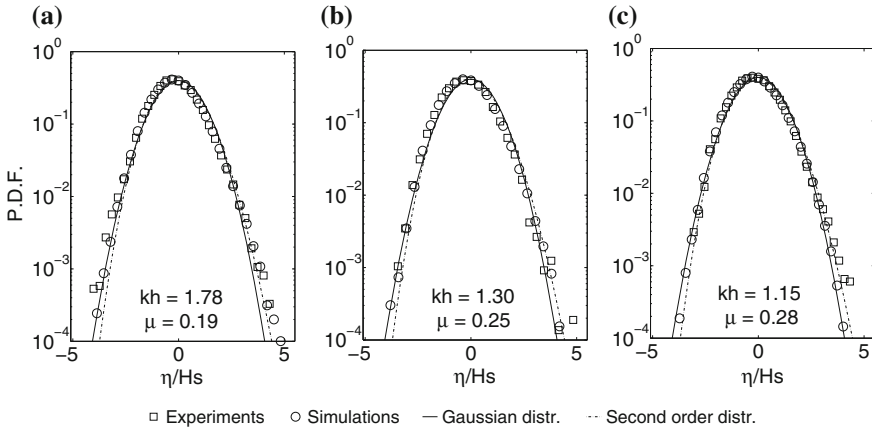 (a)
(b)
(c)
10^0
10^-1
10^-2
10^-3
10^-4
P.D.F.
kh = 1.78
μ = 0.19
−5
0
5
η/Hs
10^0
10^-1
10^-2
10^-3
10^-4
kh = 1.30
μ = 0.25
−5
0
5
η/Hs
10^0
10^-1
10^-2
10^-3
10^-4
kh = 1.15
μ = 0.28
−5
0
5
η/Hs
Experiments Simulations Gaussian distr. Second order distr.